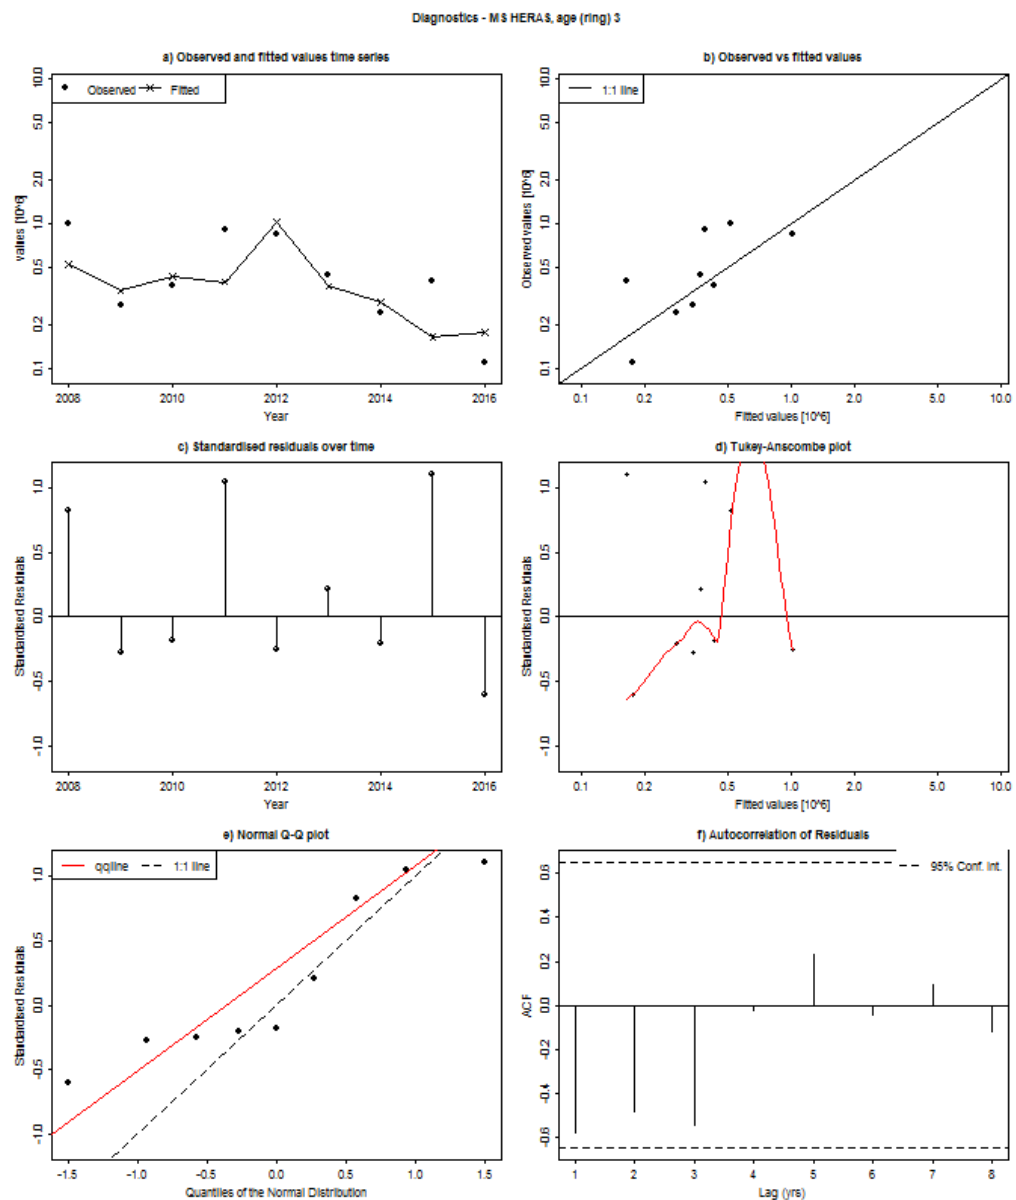 Diagnostics - MS HERAS, age (ring) 3
a) Observed and fitted values time series
Observed
Fitted
values [10^6]
10.0
5.0
2.0
1.0
0.5
0.2
0.1
2008 2010 2012 2014 2016
Year
b) Observed vs fitted values
1:1 line
Observed values [10^6]
10.0
5.0
2.0
1.0
0.5
0.2
0.1
0.1 0.2 0.5 1.0 2.0 5.0 10.0
Fitted values [10^6]
c) Standardised residuals over time
Standardised Residuals
1.0
0.5
0.0
-0.5
-1.0
2008 2010 2012 2014 2016
Year
d) Tukey-Anscombe plot
Standardised Residuals
1.0
0.5
0.0
-0.5
-1.0
0.1 0.2 0.5 1.0 2.0 5.0 10.0
Fitted values [10^6]
e) Normal Q-Q plot
qqline
1:1 line
Standardised Residuals
1.0
0.5
0.0
-0.5
-1.0
-1.5 -1.0 -0.5 0.0 0.5 1.0 1.5
Quantiles of the Normal Distribution
f) Autocorrelation of Residuals
95% Conf. Int.
ACF
0.6
0.4
0.2
0.0
-0.2
-0.4
-0.6
1 2 3 4 5 6 7 8
Lag (yrs)